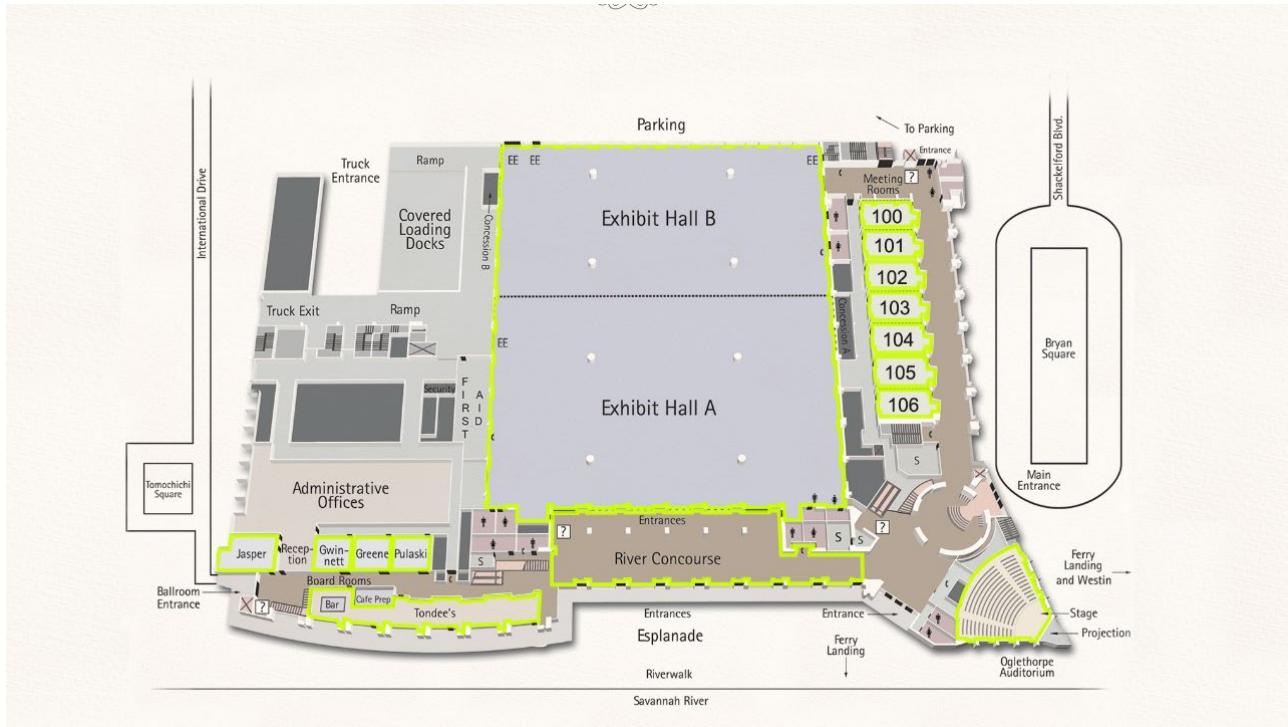 Parking
To Parking
Entrance
Shackelford Blvd.
International Drive
Truck
Entrance
Ramp
EE
EE
EE
?
Meeting
Rooms
Covered
Loading
Docks
Concession B
Exhibit Hall B
100
101
102
103
104
105
106
Concession A
Truck Exit
Ramp
EE
Bryan
Square
Security
FIRST
AID
Exhibit Hall A
S
Main
Entrance
Tomochichi
Square
Administrative
Offices
Entrances
?
?
S
S
S
River Concourse
Jasper
Recep-
tion
Gwin-
nett
Greene
Pulaski
Board Rooms
Ballroom
Entrance
?
Bar
Cafe Prep
Tondee's
Ferry
Landing
and Westin
Stage
Projection
Entrances
Entrance
Esplanade
Ferry
Landing
Oglethorpe
Auditorium
Riverwalk
Savannah River